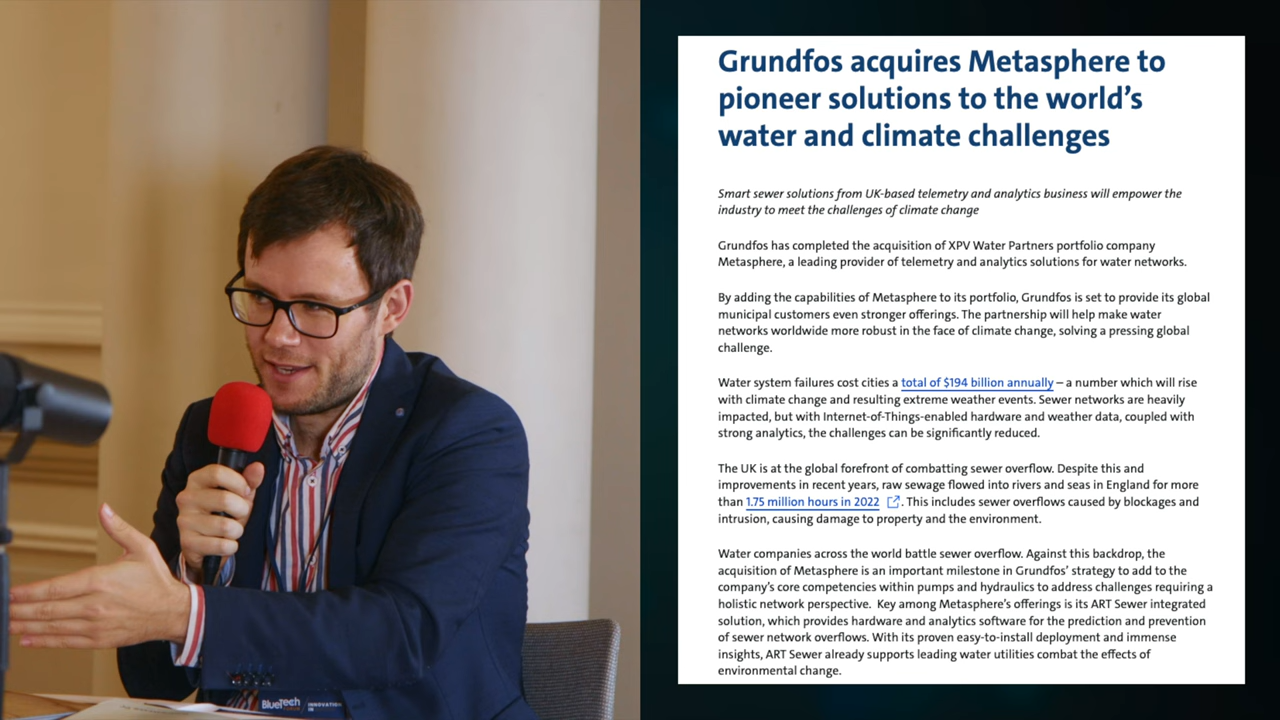 Grundfos acquires Metasphere to
pioneer solutions to the world's
water and climate challenges
Smart sewer solutions from UK-based telemetry and analytics business will empower the
industry to meet the challenges of climate change
Grundfos has completed the acquisition of XPV Water Partners portfolio company
Metasphere, a leading provider of telemetry and analytics solutions for water networks.
By adding the capabilities of Metasphere to its portfolio, Grundfos is set to provide its global
municipal customers even stronger offerings. The partnership will help make water
networks worldwide more robust in the face of climate change, solving a pressing global
challenge.
Water system failures cost cities a total of $194 billion annually – a number which will rise
with climate change and resulting extreme weather events. Sewer networks are heavily
impacted, but with Internet-of-Things-enabled hardware and weather data, coupled with
strong analytics, the challenges can be significantly reduced.
The UK is at the global forefront of combatting sewer overflow. Despite this and
improvements in recent years, raw sewage flowed into rivers and seas in England for more
than 1.75 million hours in 2022 . This includes sewer overflows caused by blockages and
intrusion, causing damage to property and the environment.
Water companies across the world battle sewer overflow. Against this backdrop, the
acquisition of Metasphere is an important milestone in Grundfos' strategy to add to the
company's core competencies within pumps and hydraulics to address challenges requiring a
holistic network perspective. Key among Metasphere's offerings is its ART Sewer integrated
solution, which provides hardware and analytics software for the prediction and prevention
of sewer network overflows. With its proven easy-to-install deployment and immense
insights, ART Sewer already supports leading water utilities combat the effects of
environmental change.
BlueTech
INNOVATION